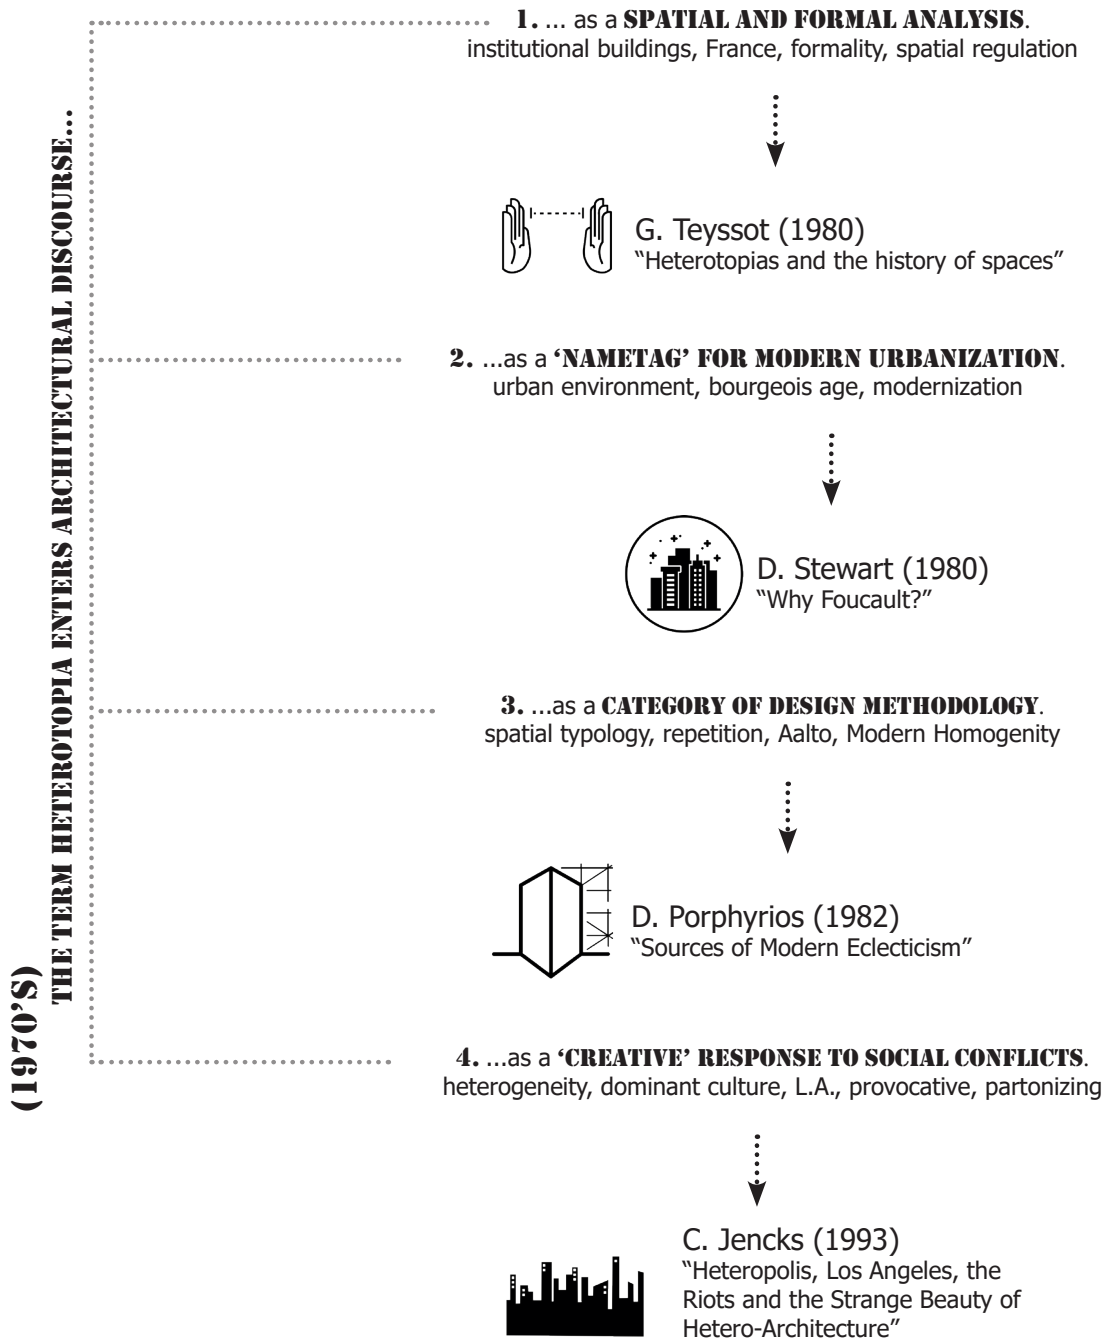 (1970'S)
THE TERM HETEROTOPIA ENTERS ARCHITECTURAL DISCOURSE...
1. ... as a SPATIAL AND FORMAL ANALYSIS.
institutional buildings, France, formality, spatial regulation
G. Teyssot (1980)
“Heterotopias and the history of spaces”
2. ...as a ‘NAMETAG’ FOR MODERN URBANIZATION.
urban environment, bourgeois age, modernization
D. Stewart (1980)
“Why Foucault?”
3. ...as a CATEGORY OF DESIGN METHODOLOGY.
spatial typology, repetition, Aalto, Modern Homogenity
D. Porphyrios (1982)
“Sources of Modern Eclecticism”
4. ...as a ‘CREATIVE’ RESPONSE TO SOCIAL CONFLICTS.
heterogeneity, dominant culture, L.A., provocative, partonizing
C. Jencks (1993)
“Heteropolis, Los Angeles, the
Riots and the Strange Beauty of
Hetero-Architecture”